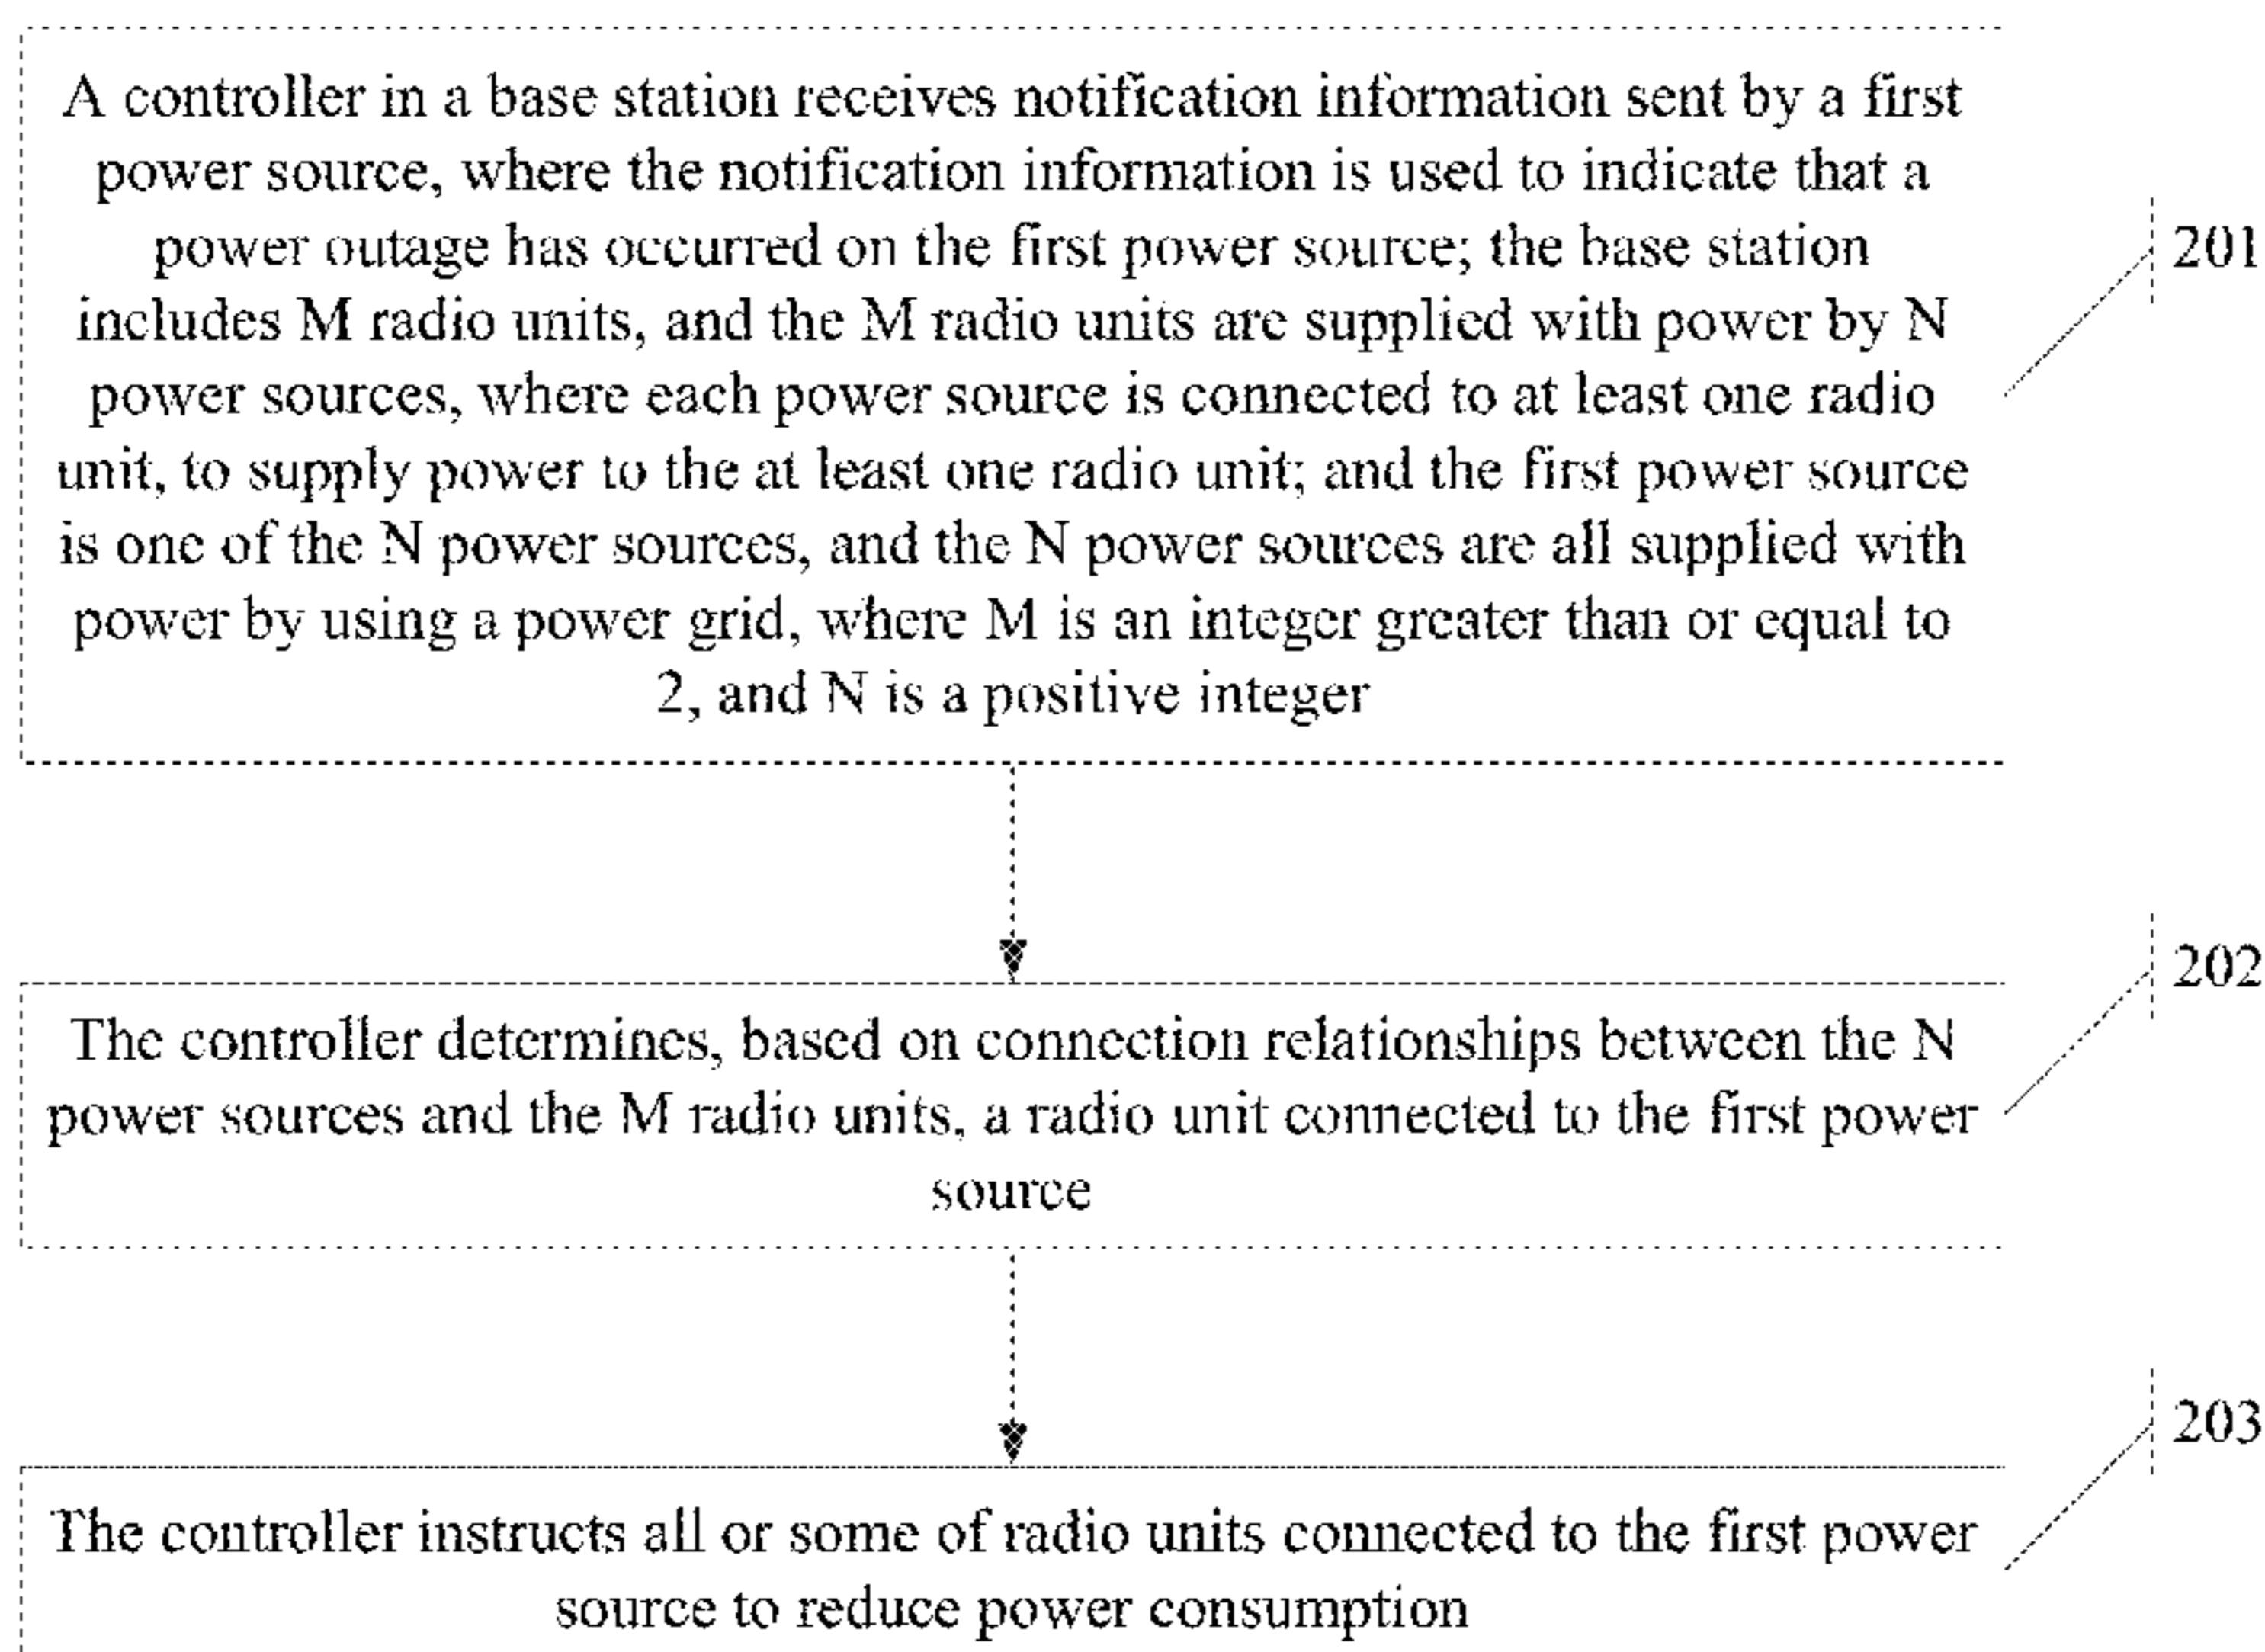 A controller in a base station receives notification information sent by a first
power source, where the notification information is used to indicate that a
power outage has occurred on the first power source; the base station
includes M radio units, and the M radio units are supplied with power by N
power sources, where each power source is connected to at least one radio
unit, to supply power to the at least one radio unit; and the first power source
is one of the N power sources, and the N power sources are all supplied with
power by using a power grid, where M is an integer greater than or equal to
2, and N is a positive integer
201
The controller determines, based on connection relationships between the N
power sources and the M radio units, a radio unit connected to the first power
source
202
The controller instructs all or some of radio units connected to the first power
source to reduce power consumption
203